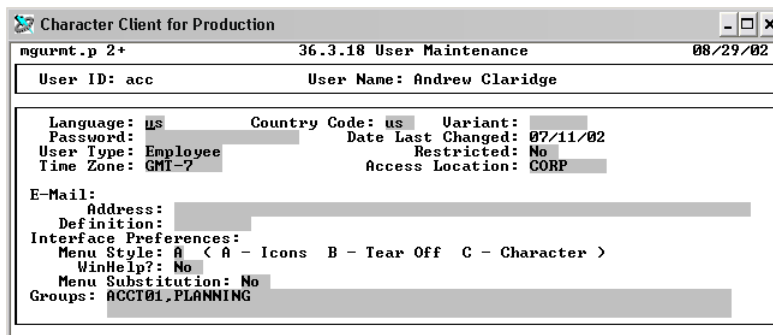 Character Client for Production
mgurmt.p 2+ 36.3.18 User Maintenance 08/29/02
User ID: acc User Name: Andrew Claridge
Language: us Country Code: us Variant:
Password: Date Last Changed: 07/11/02
User Type: Employee Restricted: No
Time Zone: GMT-7 Access Location: CORP
E-Mail:
Address:
Definition:
Interface Preferences:
Menu Style: A ( A - Icons B - Tear Off C - Character )
WinHelp?: No
Menu Substitution: No
Groups: ACCT01,PLANNING